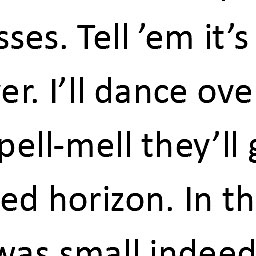 sses. Tell ’em it’s
er. I’ll dance ove
pell-mell they’ll g
ed horizon. In th
was small indeed